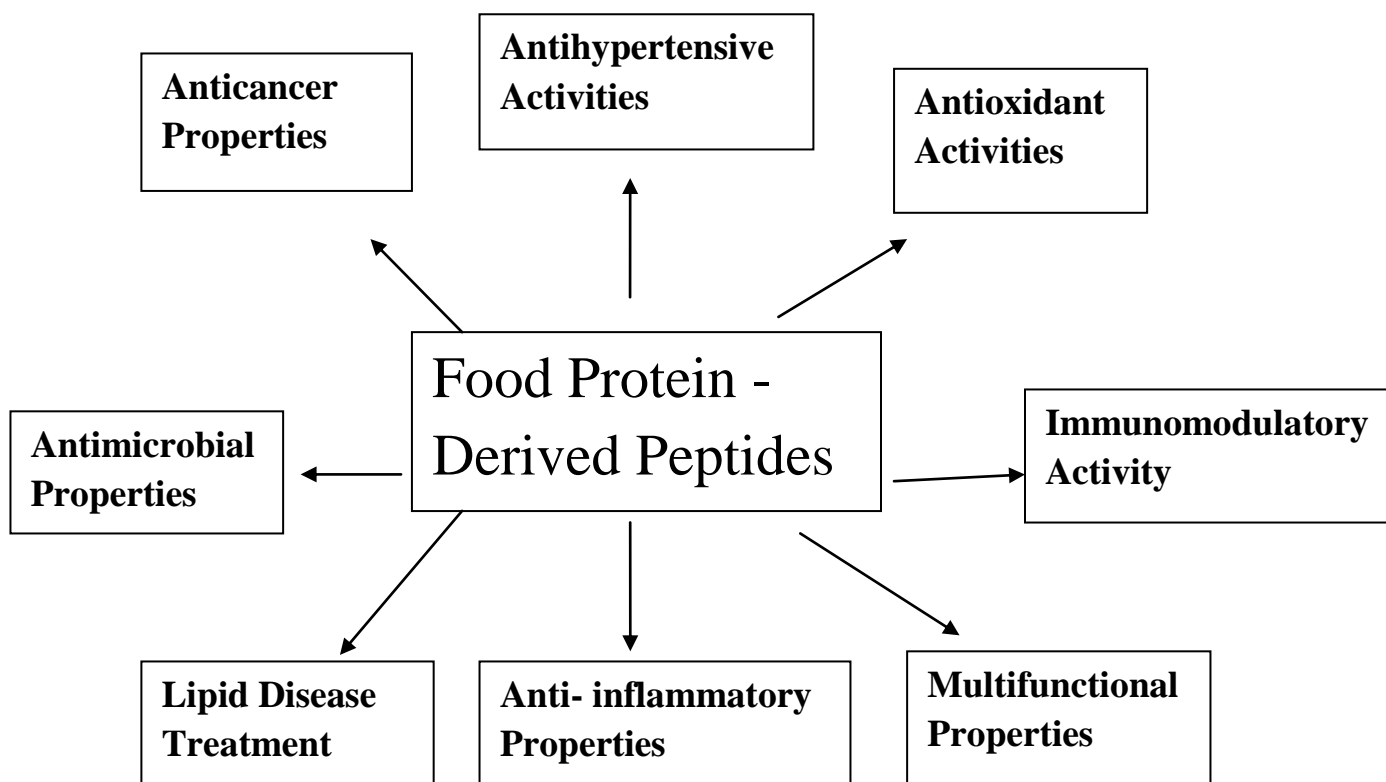 Antihypertensive
Activities
Anticancer
Properties
Antioxidant
Activities
Food Protein -
Derived Peptides
Immunomodulatory
Activity
Antimicrobial
Properties
Lipid Disease
Treatment
Anti- inflammatory
Properties
Multifunctional
Properties